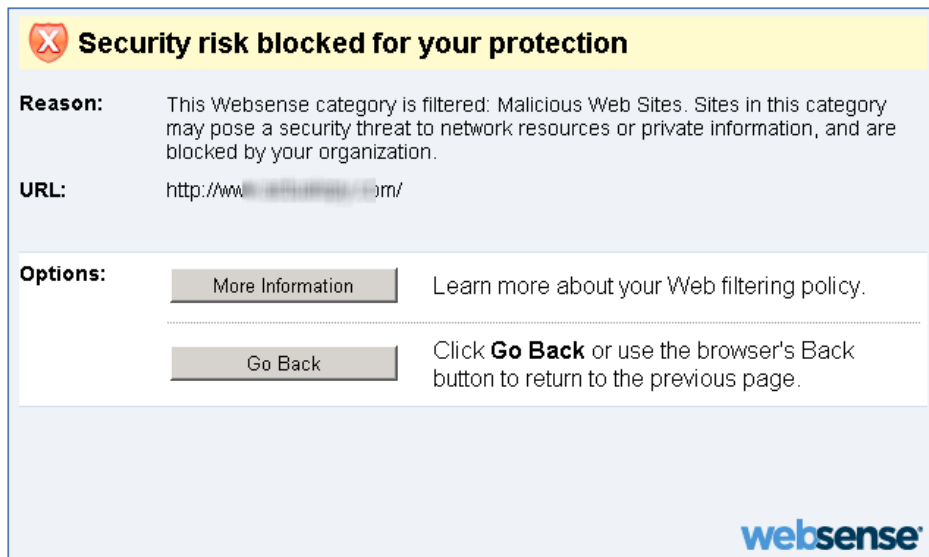 Security risk blocked for your protection
Reason: This Websense category is filtered: Malicious Web Sites. Sites in this category
may pose a security threat to network resources or private information, and are
blocked by your organization.
URL: http://ww om/
Options:
More Information Learn more about your Web filtering policy.
Go Back Click Go Back or use the browser's Back
button to return to the previous page.
websense